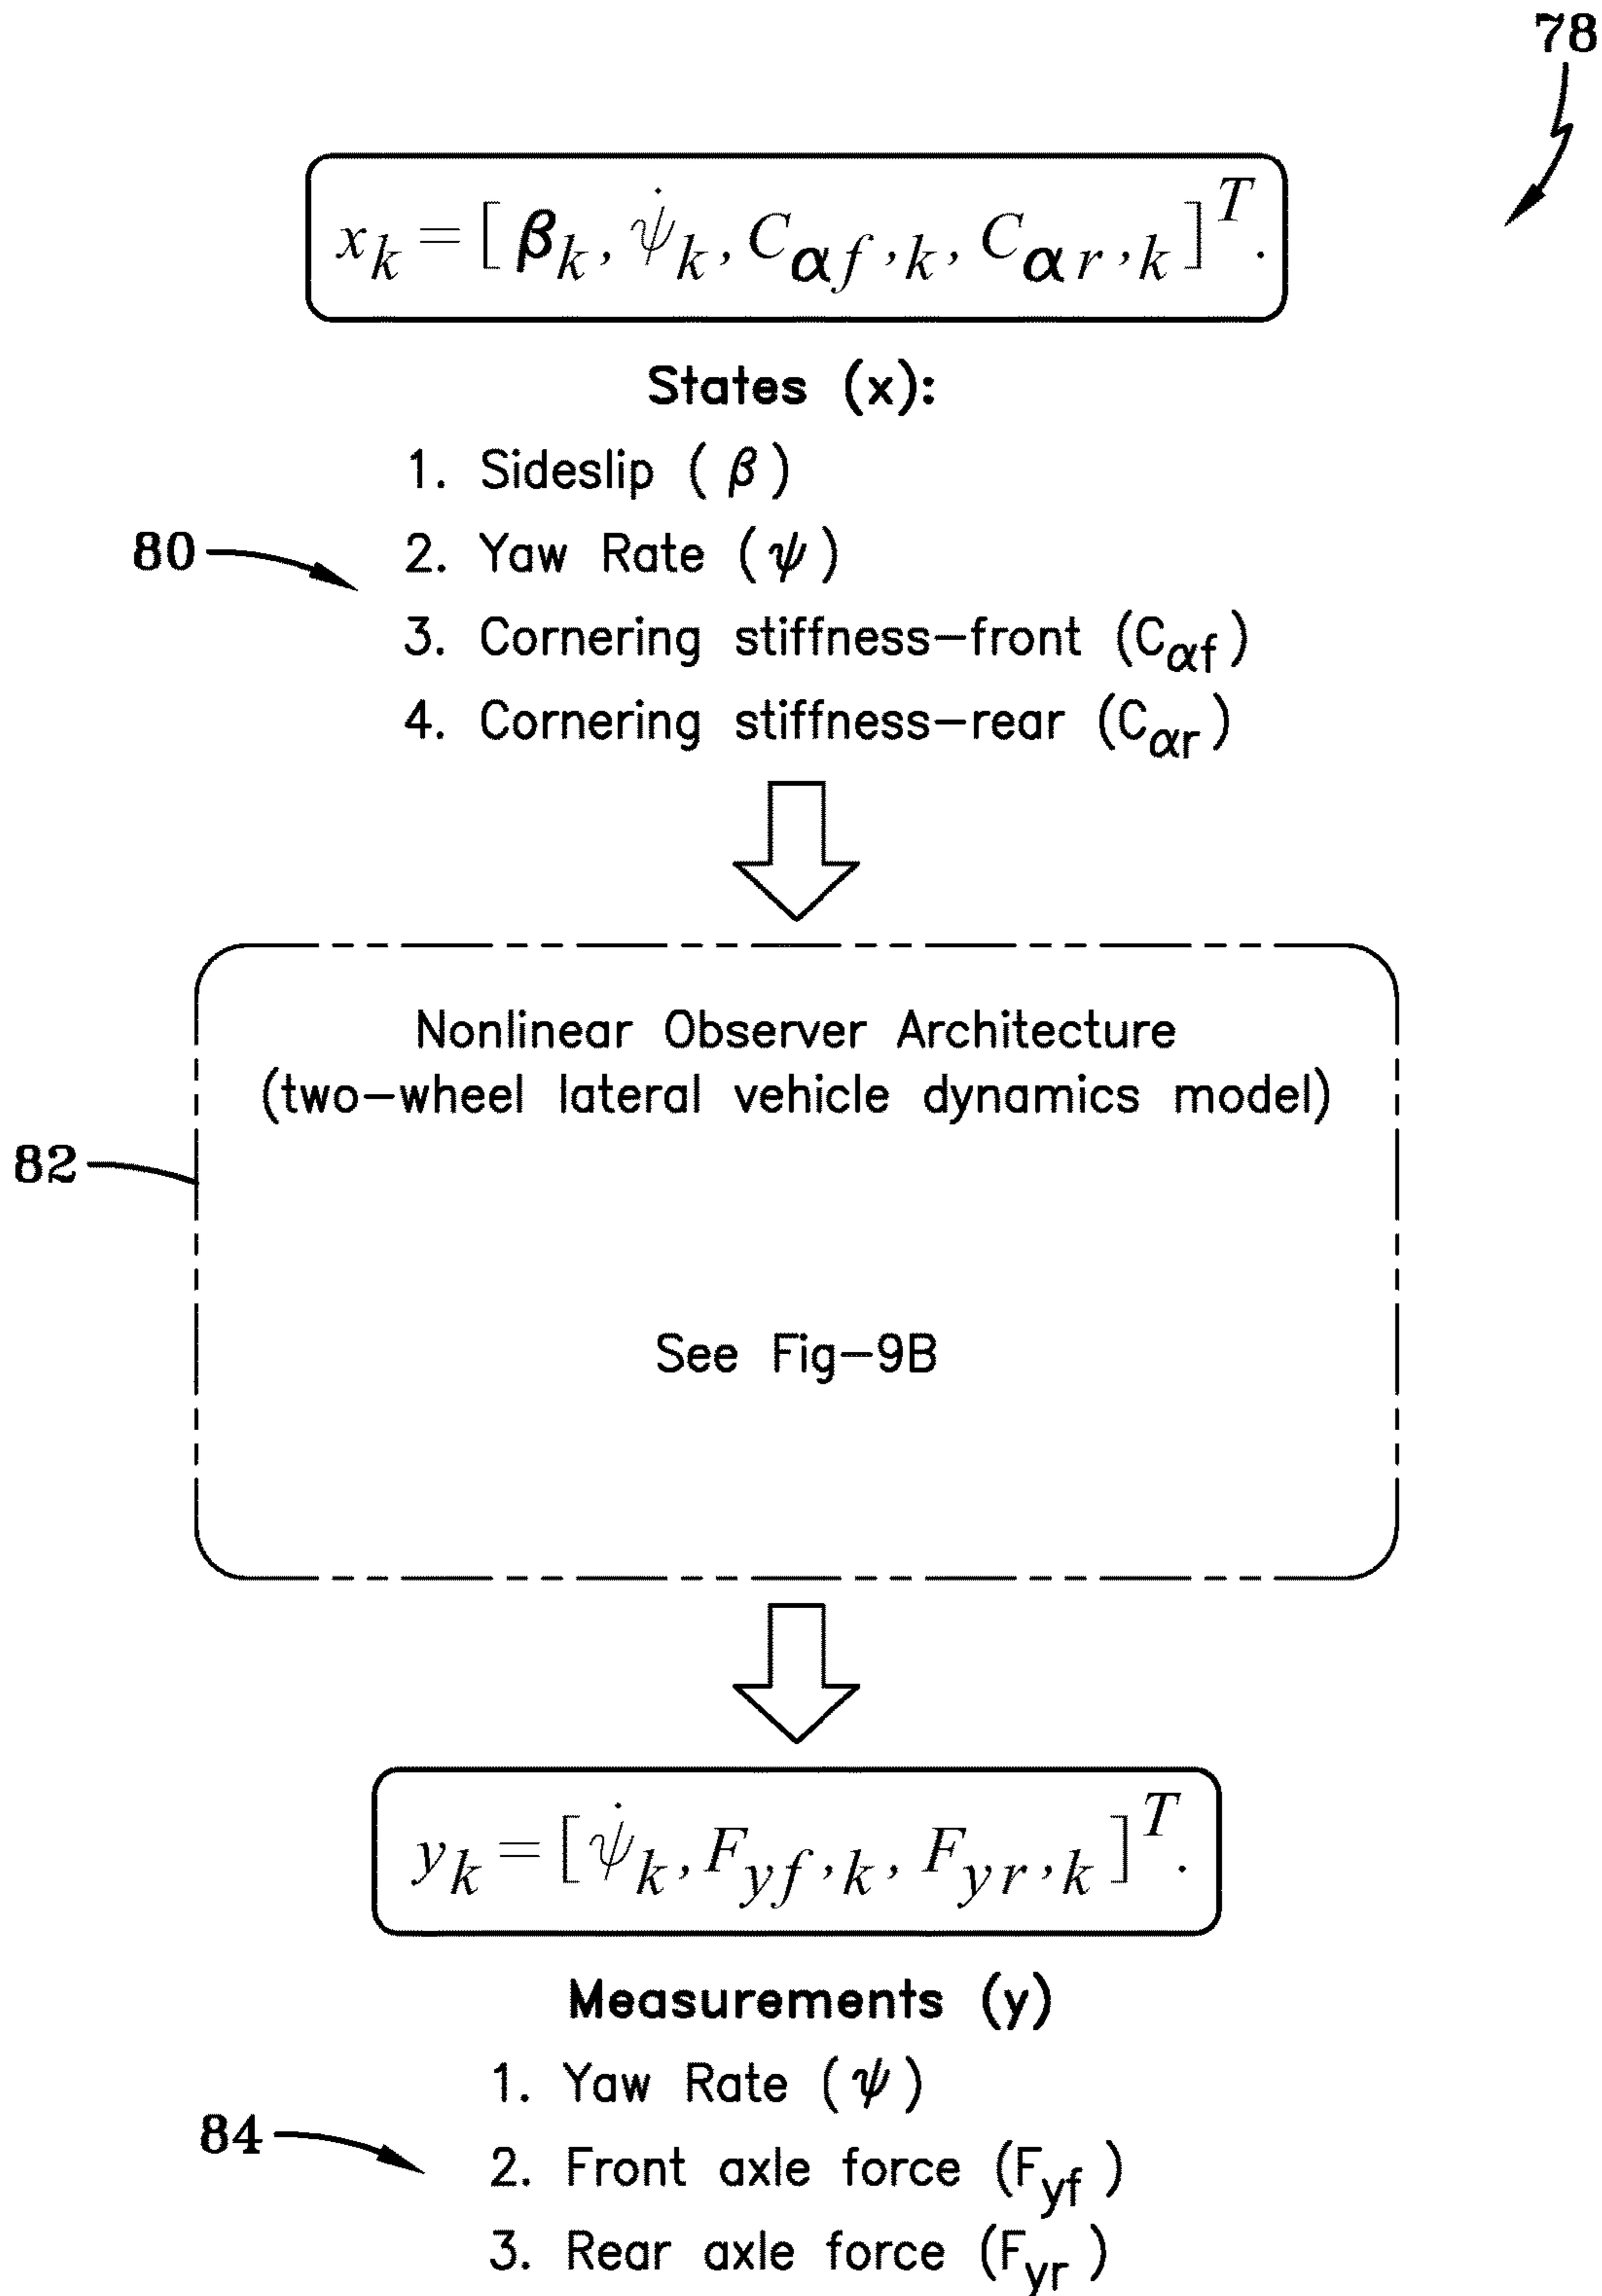 78
x_k = [ β_k, ψ̇_k, C_αf,k, C_αr,k ]^T.
States (x):
1. Sideslip ( β )
2. Yaw Rate ( ψ )
80
3. Cornering stiffness-front (C_αf )
4. Cornering stiffness-rear (C_αr )
Nonlinear Observer Architecture
(two-wheel lateral vehicle dynamics model)
82
See Fig-9B
y_k = [ ψ̇_k, F_yf,k, F_yr,k ]^T.
Measurements (y)
1. Yaw Rate ( ψ )
84
2. Front axle force (F_yf )
3. Rear axle force (F_yr )